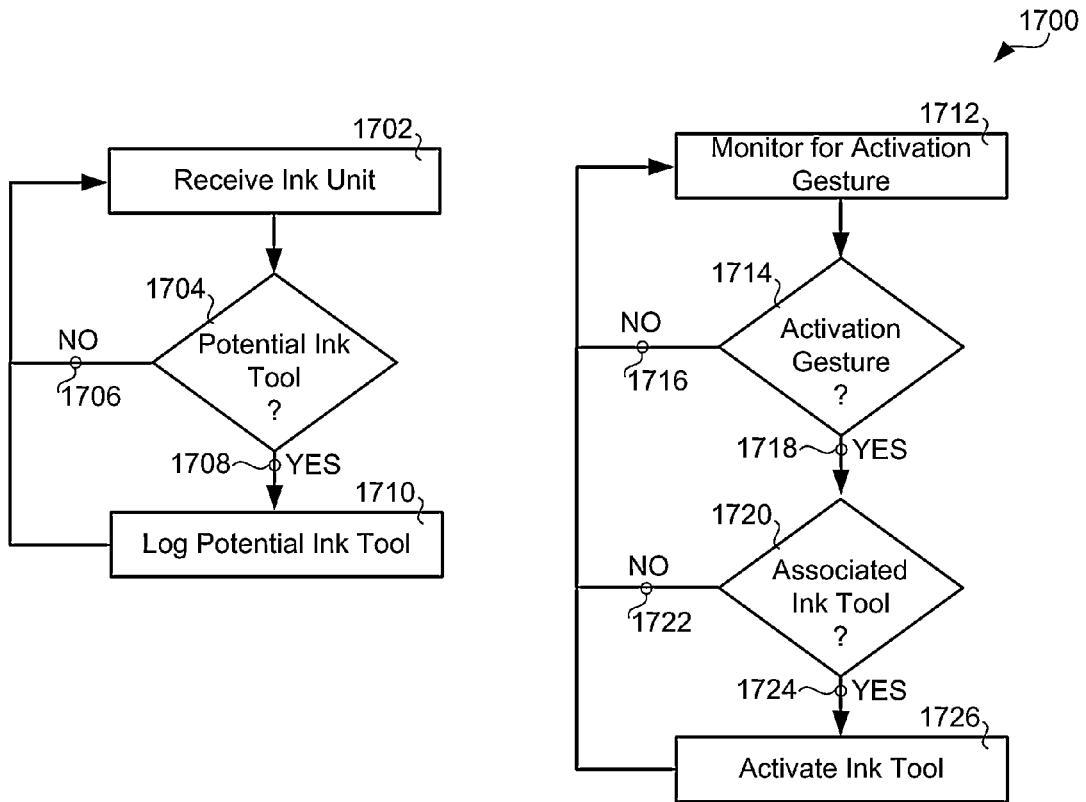 1700
1702
Receive Ink Unit
1704
Potential Ink
Tool
?
NO
1706
1708
YES
1710
Log Potential Ink Tool
1712
Monitor for Activation
Gesture
1714
Activation
Gesture
?
NO
1716
1718
YES
1720
Associated
Ink Tool
?
NO
1722
1724
YES
1726
Activate Ink Tool